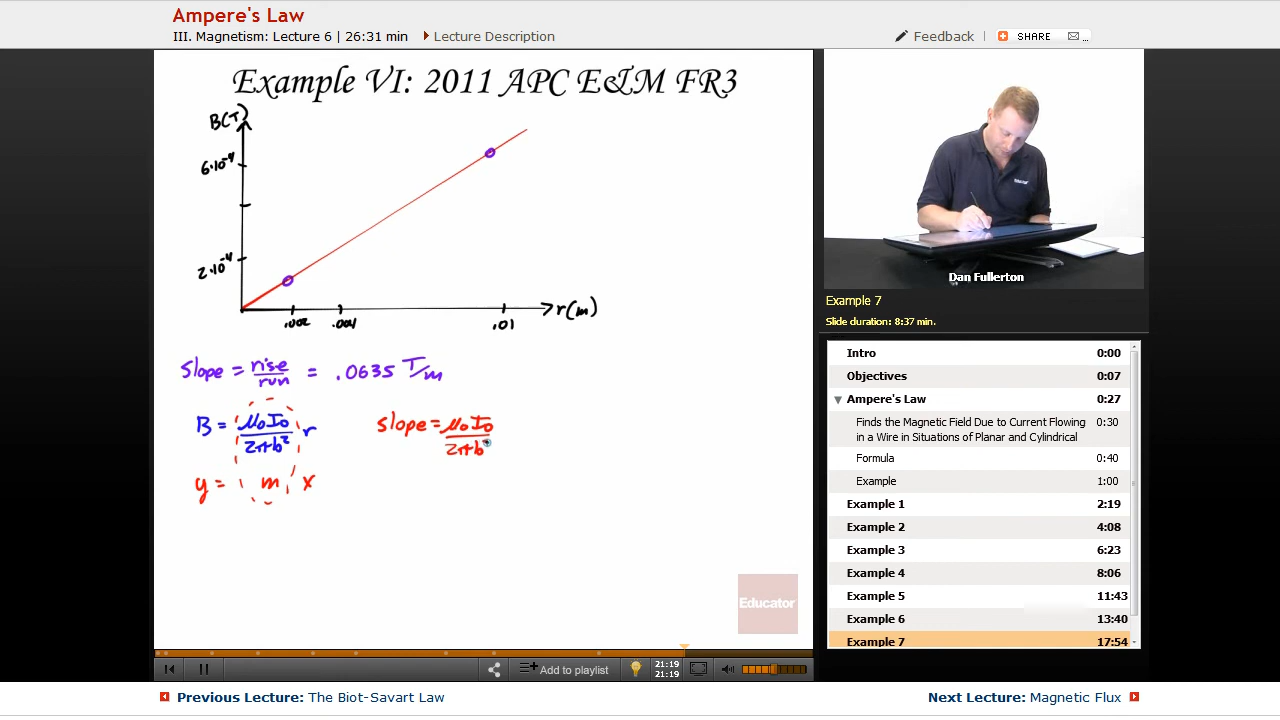 Ampere's Law
III. Magnetism: Lecture 6 | 26:31 min
Lecture Description
Feedback
SHARE
...
Example VI: 2011 APC E&M FR3
B(T)
6·10⁻⁴
2·10⁻⁴
.002
.004
.01
r(m)
slope = rise/run = .0635 T/m
B = μ₀I₀/2πb² r
slope = μ₀I₀/2πb
y = m x
Educator
Dan Fullerton
Example 7
Slide duration: 8:37 min.
Intro 0:00
Objectives 0:07
Ampere's Law 0:27
Finds the Magnetic Field Due to Current Flowing 0:30
in a Wire in Situations of Planar and Cylindrical
Formula 0:40
Example 1:00
Example 1 2:19
Example 2 4:08
Example 3 6:23
Example 4 8:06
Example 5 11:43
Example 6 13:40
Example 7 17:54
Add to playlist
21:19
21:19
Previous Lecture: The Biot-Savart Law
Next Lecture: Magnetic Flux